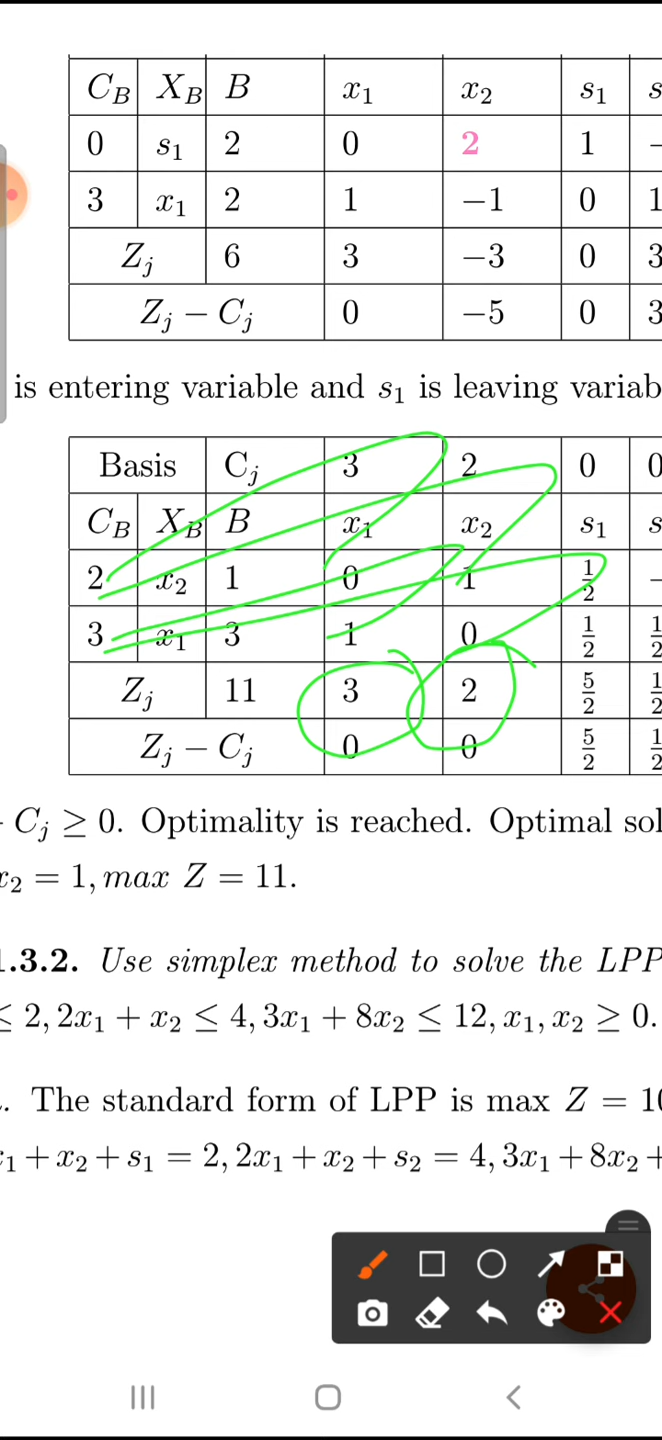 C_B X_B B x_1 x_2 s_1 s
0 s_1 2 0 2 1 −
3 x_1 2 1 −1 0 1
Z_j 6 3 −3 0 3
Z_j − C_j 0 −5 0 3
is entering variable and s_1 is leaving variab
Basis C_j 3 2 0 0
C_B X_B B x_1 x_2 s_1 s
2 x_2 1 0 1 1/2 −
3 x_1 3 1 0 1/2 1/2
Z_j 11 3 2 5/2 1/2
Z_j − C_j 0 0 5/2 1/2
C_j ≥ 0. Optimality is reached. Optimal sol
x_2 = 1, max Z = 11.
.3.2. Use simplex method to solve the LPP
≤ 2, 2x_1 + x_2 ≤ 4, 3x_1 + 8x_2 ≤ 12, x_1, x_2 ≥ 0.
. The standard form of LPP is max Z = 10
x_1 + x_2 + s_1 = 2, 2x_1 + x_2 + s_2 = 4, 3x_1 + 8x_2 +